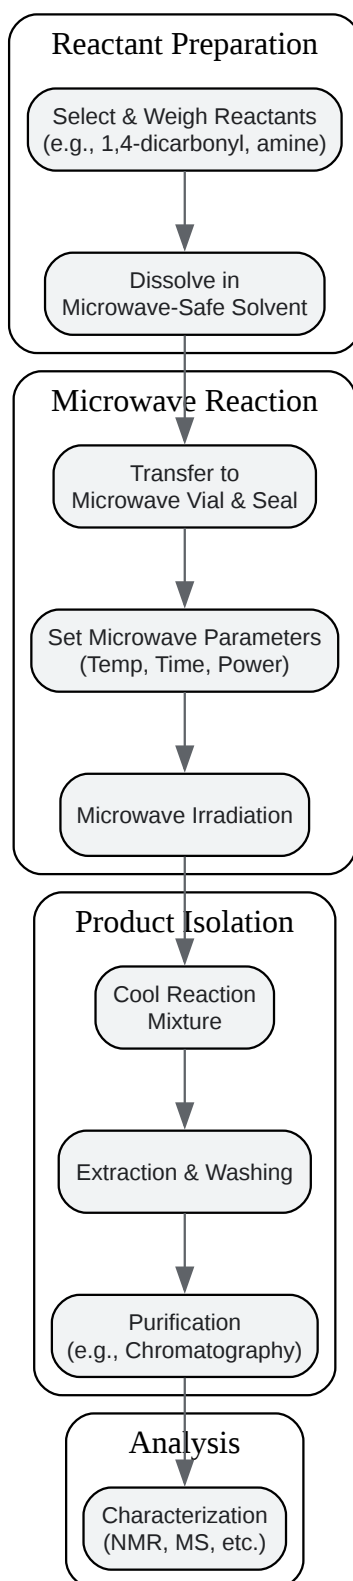 Reactant Preparation
Select & Weigh Reactants
(e.g., 1,4-dicarbonyl, amine)
Dissolve in
Microwave-Safe Solvent
Microwave Reaction
Transfer to
Microwave Vial & Seal
Set Microwave Parameters
(Temp, Time, Power)
Microwave Irradiation
Product Isolation
Cool Reaction
Mixture
Extraction & Washing
Purification
(e.g., Chromatography)
Analysis
Characterization
(NMR, MS, etc.)